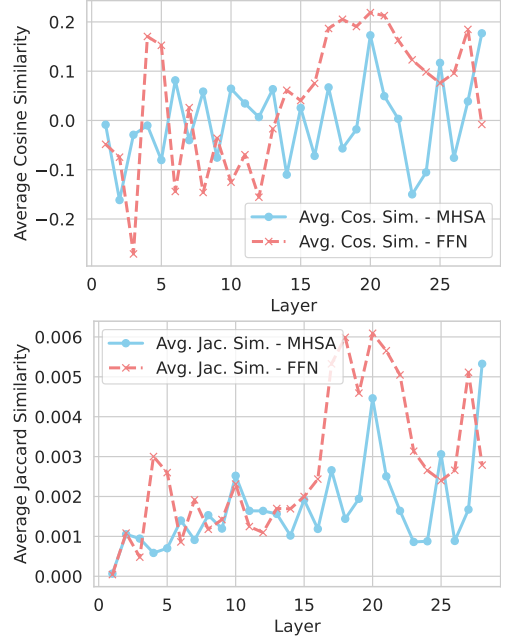 0.2
0.1
0.0
−0.1
−0.2
Average Cosine Similarity
Avg. Cos. Sim. - MHSA
Avg. Cos. Sim. - FFN
0 5 10 15 20 25
Layer
Avg. Jac. Sim. - MHSA
Avg. Jac. Sim. - FFN
0.006
0.005
0.004
0.003
0.002
0.001
0.000
Average Jaccard Similarity
0 5 10 15 20 25
Layer